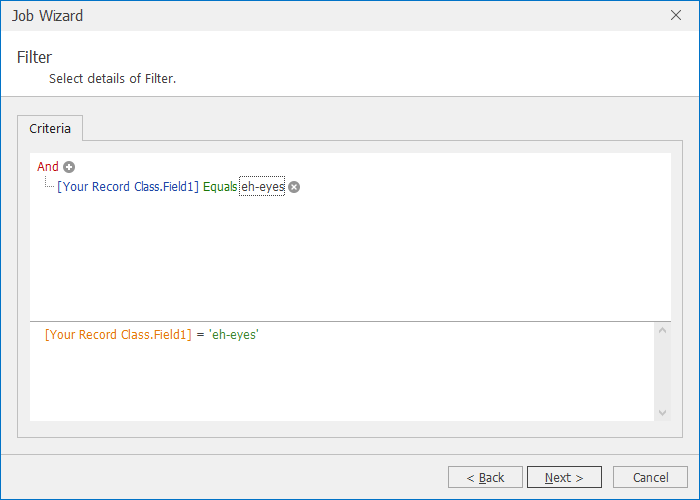 Job Wizard
Filter
Select details of Filter.
Criteria
And
[Your Record Class.Field1] Equals eh-eyes
[Your Record Class.Field1] = 'eh-eyes'
< Back Next > Cancel